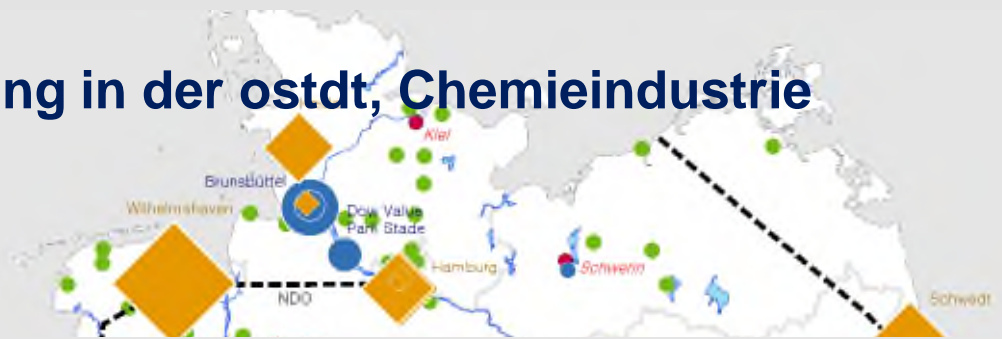 ng in der ostdt, Chemieindustrie
Kiel
Brunsbüttel
Wilhelmshaven
Dow Value
Park Stade
Hamburg
Schwerin
NDO
Schwedt